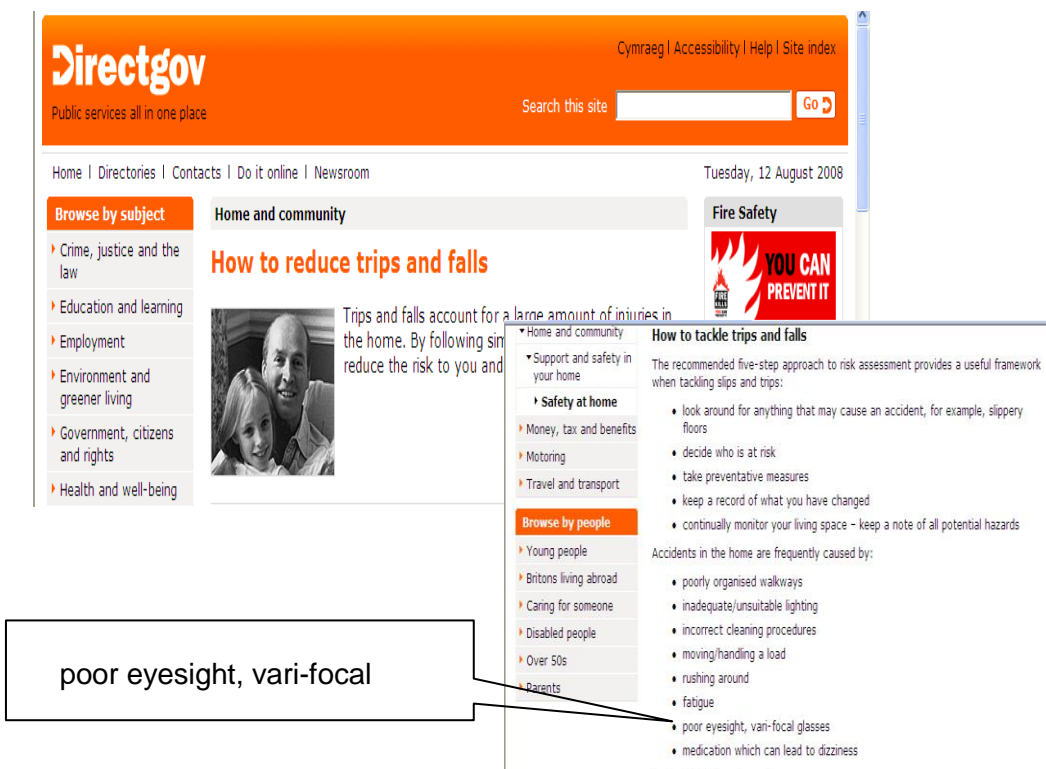 Directgov
Public services all in one place
Cymraeg | Accessibility | Help | Site index
Search this site
Go
Home | Directories | Contacts | Do it online | Newsroom
Tuesday, 12 August 2008
Browse by subject
Crime, justice and the
law
Education and learning
Employment
Environment and
greener living
Government, citizens
and rights
Health and well-being
Home and community
How to reduce trips and falls
Trips and falls account for a large amount of injuries in
the home. By following sim
reduce the risk to you and
Fire Safety
FIRE
KILLS
YOU CAN
PREVENT IT
Home and community
Support and safety in
your home
Safety at home
Money, tax and benefits
Motoring
Travel and transport
Browse by people
Young people
Britons living abroad
Caring for someone
Disabled people
Over 50s
Parents
How to tackle trips and falls
The recommended five-step approach to risk assessment provides a useful framework
when tackling slips and trips:
look around for anything that may cause an accident, for example, slippery
floors
decide who is at risk
take preventative measures
keep a record of what you have changed
continually monitor your living space – keep a note of all potential hazards
Accidents in the home are frequently caused by:
poorly organised walkways
inadequate/unsuitable lighting
incorrect cleaning procedures
moving/handling a load
rushing around
fatigue
poor eyesight, vari-focal glasses
medication which can lead to dizziness
poor eyesight, vari-focal